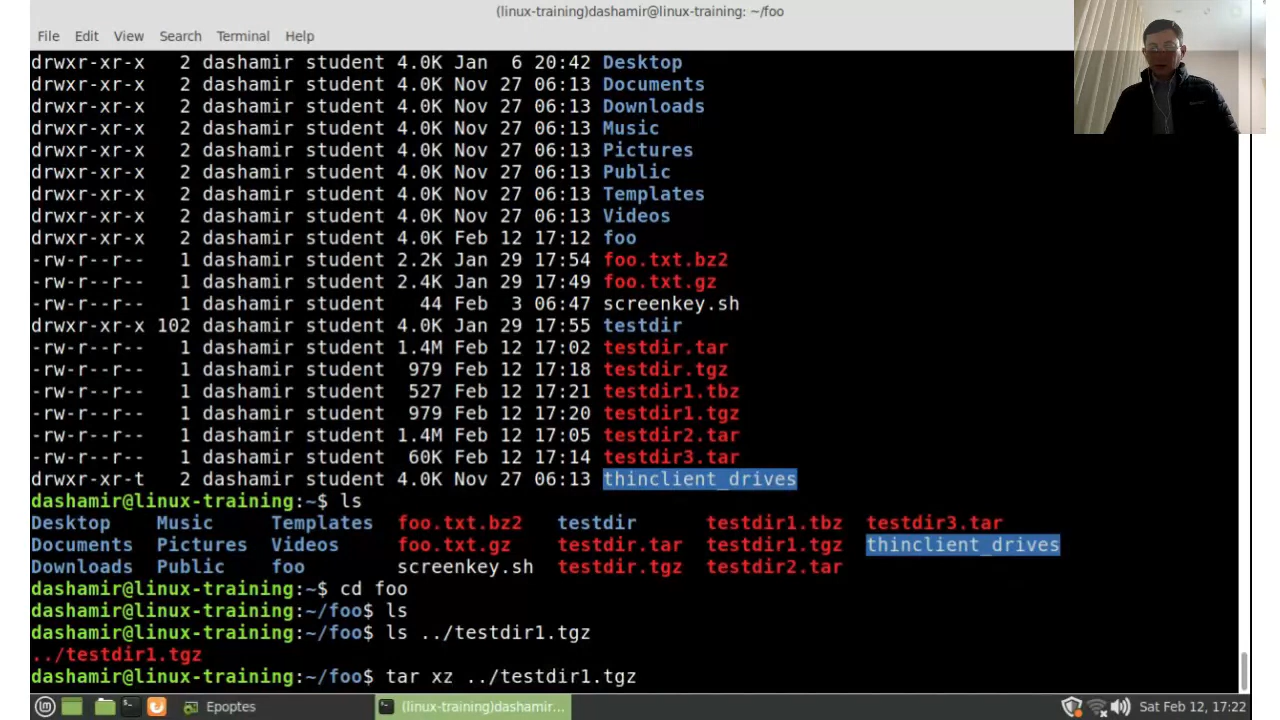 (linux-training)dashamir@linux-training: ~/foo
File Edit View Search Terminal Help
drwxr-xr-x   2 dashamir student 4.0K Jan  6 20:42 Desktop
drwxr-xr-x   2 dashamir student 4.0K Nov 27 06:13 Documents
drwxr-xr-x   2 dashamir student 4.0K Nov 27 06:13 Downloads
drwxr-xr-x   2 dashamir student 4.0K Nov 27 06:13 Music
drwxr-xr-x   2 dashamir student 4.0K Nov 27 06:13 Pictures
drwxr-xr-x   2 dashamir student 4.0K Nov 27 06:13 Public
drwxr-xr-x   2 dashamir student 4.0K Nov 27 06:13 Templates
drwxr-xr-x   2 dashamir student 4.0K Nov 27 06:13 Videos
drwxr-xr-x   2 dashamir student 4.0K Feb 12 17:12 foo
-rw-r--r--   1 dashamir student 2.2K Jan 29 17:54 foo.txt.bz2
-rw-r--r--   1 dashamir student 2.4K Jan 29 17:49 foo.txt.gz
-rw-r--r--   1 dashamir student   44 Feb  3 06:47 screenkey.sh
drwxr-xr-x 102 dashamir student 4.0K Jan 29 17:55 testdir
-rw-r--r--   1 dashamir student 1.4M Feb 12 17:02 testdir.tar
-rw-r--r--   1 dashamir student  979 Feb 12 17:18 testdir.tgz
-rw-r--r--   1 dashamir student  527 Feb 12 17:21 testdir1.tbz
-rw-r--r--   1 dashamir student  979 Feb 12 17:20 testdir1.tgz
-rw-r--r--   1 dashamir student 1.4M Feb 12 17:05 testdir2.tar
-rw-r--r--   1 dashamir student  60K Feb 12 17:14 testdir3.tar
drwxr-xr-t   2 dashamir student 4.0K Nov 27 06:13 thinclient_drives
dashamir@linux-training:~$ ls
Desktop    Music     Templates  foo.txt.bz2   testdir      testdir1.tbz  testdir3.tar
Documents  Pictures  Videos     foo.txt.gz    testdir.tar  testdir1.tgz  thinclient_drives
Downloads  Public    foo        screenkey.sh  testdir.tgz  testdir2.tar
dashamir@linux-training:~$ cd foo
dashamir@linux-training:~/foo$ ls
dashamir@linux-training:~/foo$ ls ../testdir1.tgz
../testdir1.tgz
dashamir@linux-training:~/foo$ tar xz ../testdir1.tgz
Epoptes (linux-training)dashamir... Sat Feb 12, 17:22